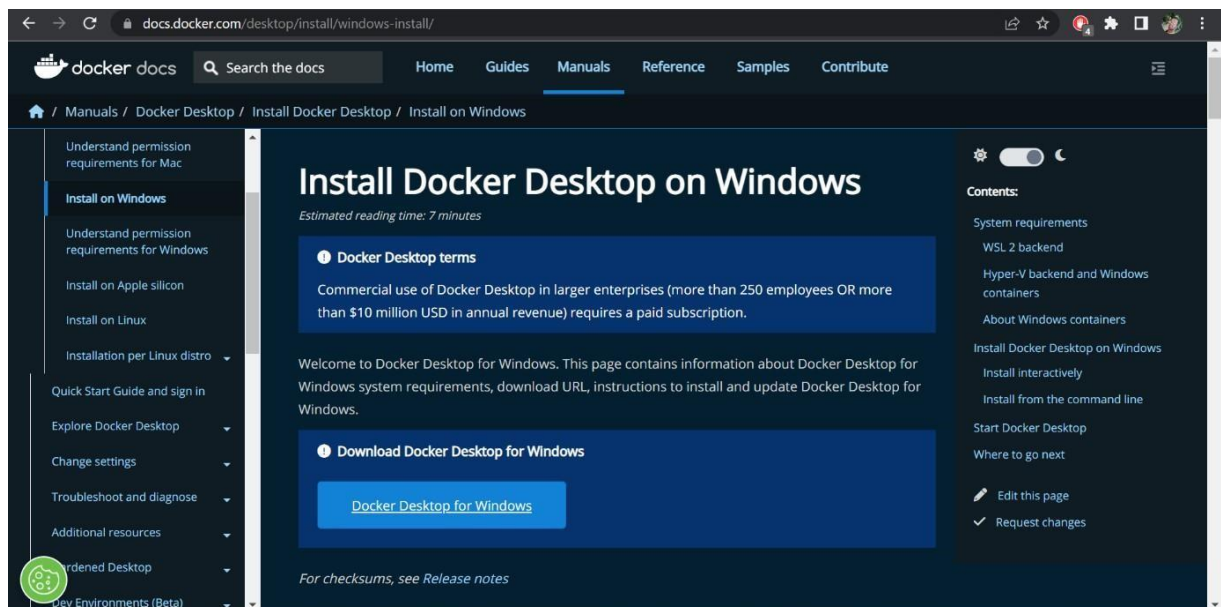 docs.docker.com/desktop/install/windows-install/
4
docker docs
Search the docs
Home
Guides
Manuals
Reference
Samples
Contribute
/ Manuals / Docker Desktop / Install Docker Desktop / Install on Windows
Understand permission
requirements for Mac
Install on Windows
Understand permission
requirements for Windows
Install on Apple silicon
Install on Linux
Installation per Linux distro
Quick Start Guide and sign in
Explore Docker Desktop
Change settings
Troubleshoot and diagnose
Additional resources
rdened Desktop
Dev Environments (Beta)
Install Docker Desktop on Windows
Estimated reading time: 7 minutes
Docker Desktop terms
Commercial use of Docker Desktop in larger enterprises (more than 250 employees OR more
than $10 million USD in annual revenue) requires a paid subscription.
Welcome to Docker Desktop for Windows. This page contains information about Docker Desktop for
Windows system requirements, download URL, instructions to install and update Docker Desktop for
Windows.
Download Docker Desktop for Windows
Docker Desktop for Windows
For checksums, see Release notes
Contents:
System requirements
WSL 2 backend
Hyper-V backend and Windows
containers
About Windows containers
Install Docker Desktop on Windows
Install interactively
Install from the command line
Start Docker Desktop
Where to go next
Edit this page
Request changes